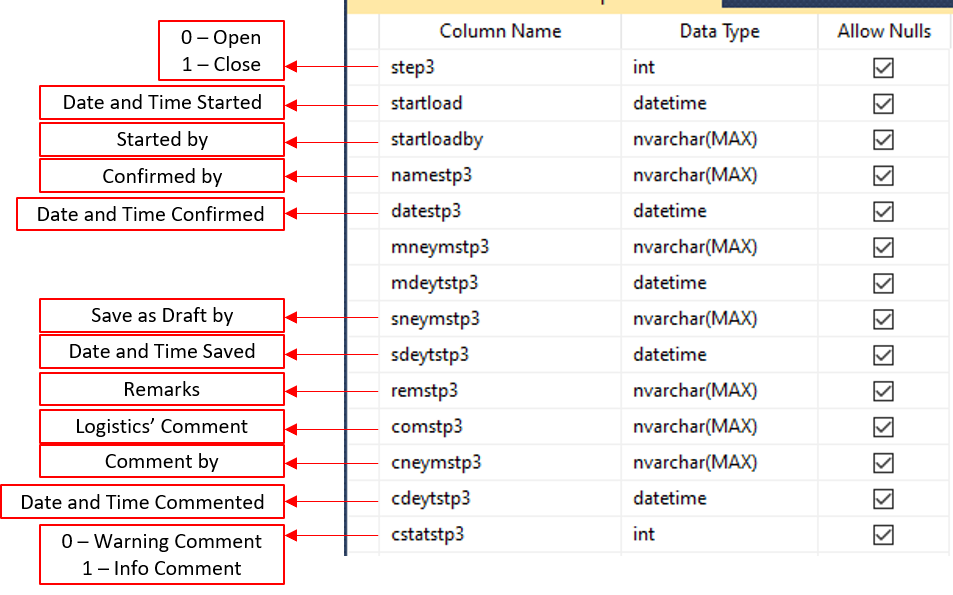 Column Name Data Type Allow Nulls
0 – Open
1 – Close
step3 int
Date and Time Started startload datetime
Started by startloadby nvarchar(MAX)
Confirmed by namestp3 nvarchar(MAX)
Date and Time Confirmed datestp3 datetime
mneymstp3 nvarchar(MAX)
mdeytstp3 datetime
Save as Draft by sneymstp3 nvarchar(MAX)
Date and Time Saved sdeytstp3 datetime
Remarks remstp3 nvarchar(MAX)
Logistics’ Comment comstp3 nvarchar(MAX)
Comment by cneymstp3 nvarchar(MAX)
Date and Time Commented cdeytstp3 datetime
cstatstp3 int
0 – Warning Comment
1 – Info Comment